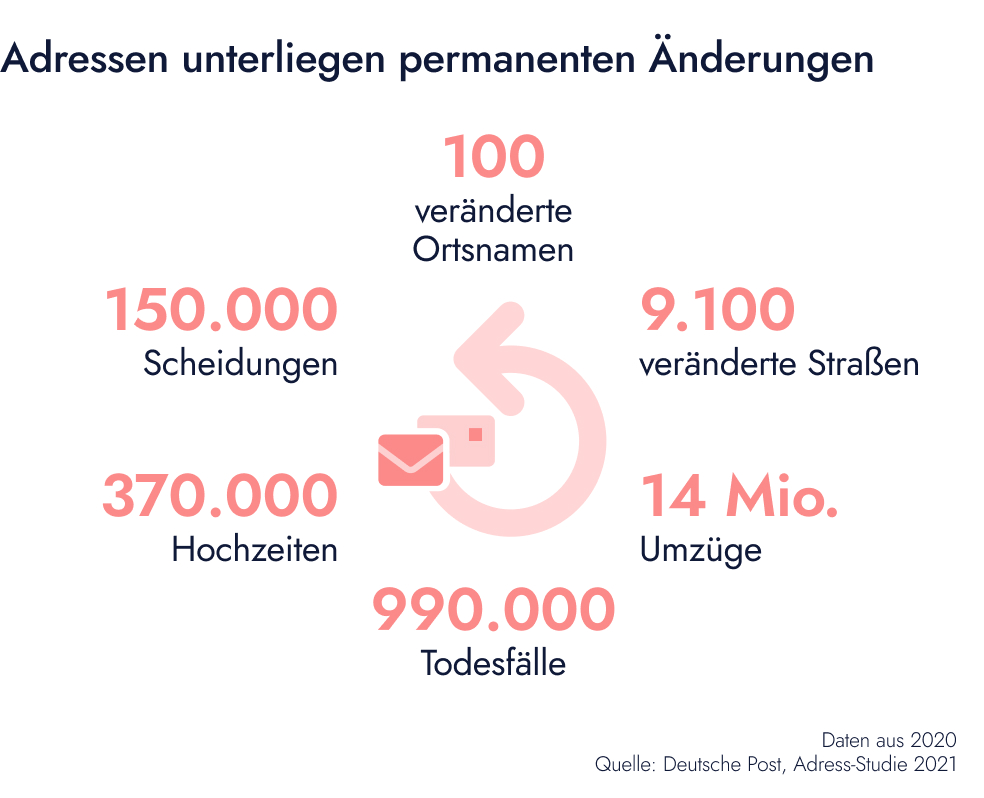 Adressen unterliegen permanenten Änderungen
100
veränderte
Ortsnamen
150.000
Scheidungen
9.100
veränderte Straßen
370.000
Hochzeiten
14 Mio.
Umzüge
990.000
Todesfälle
Daten aus 2020
Quelle: Deutsche Post, Adress-Studie 2021